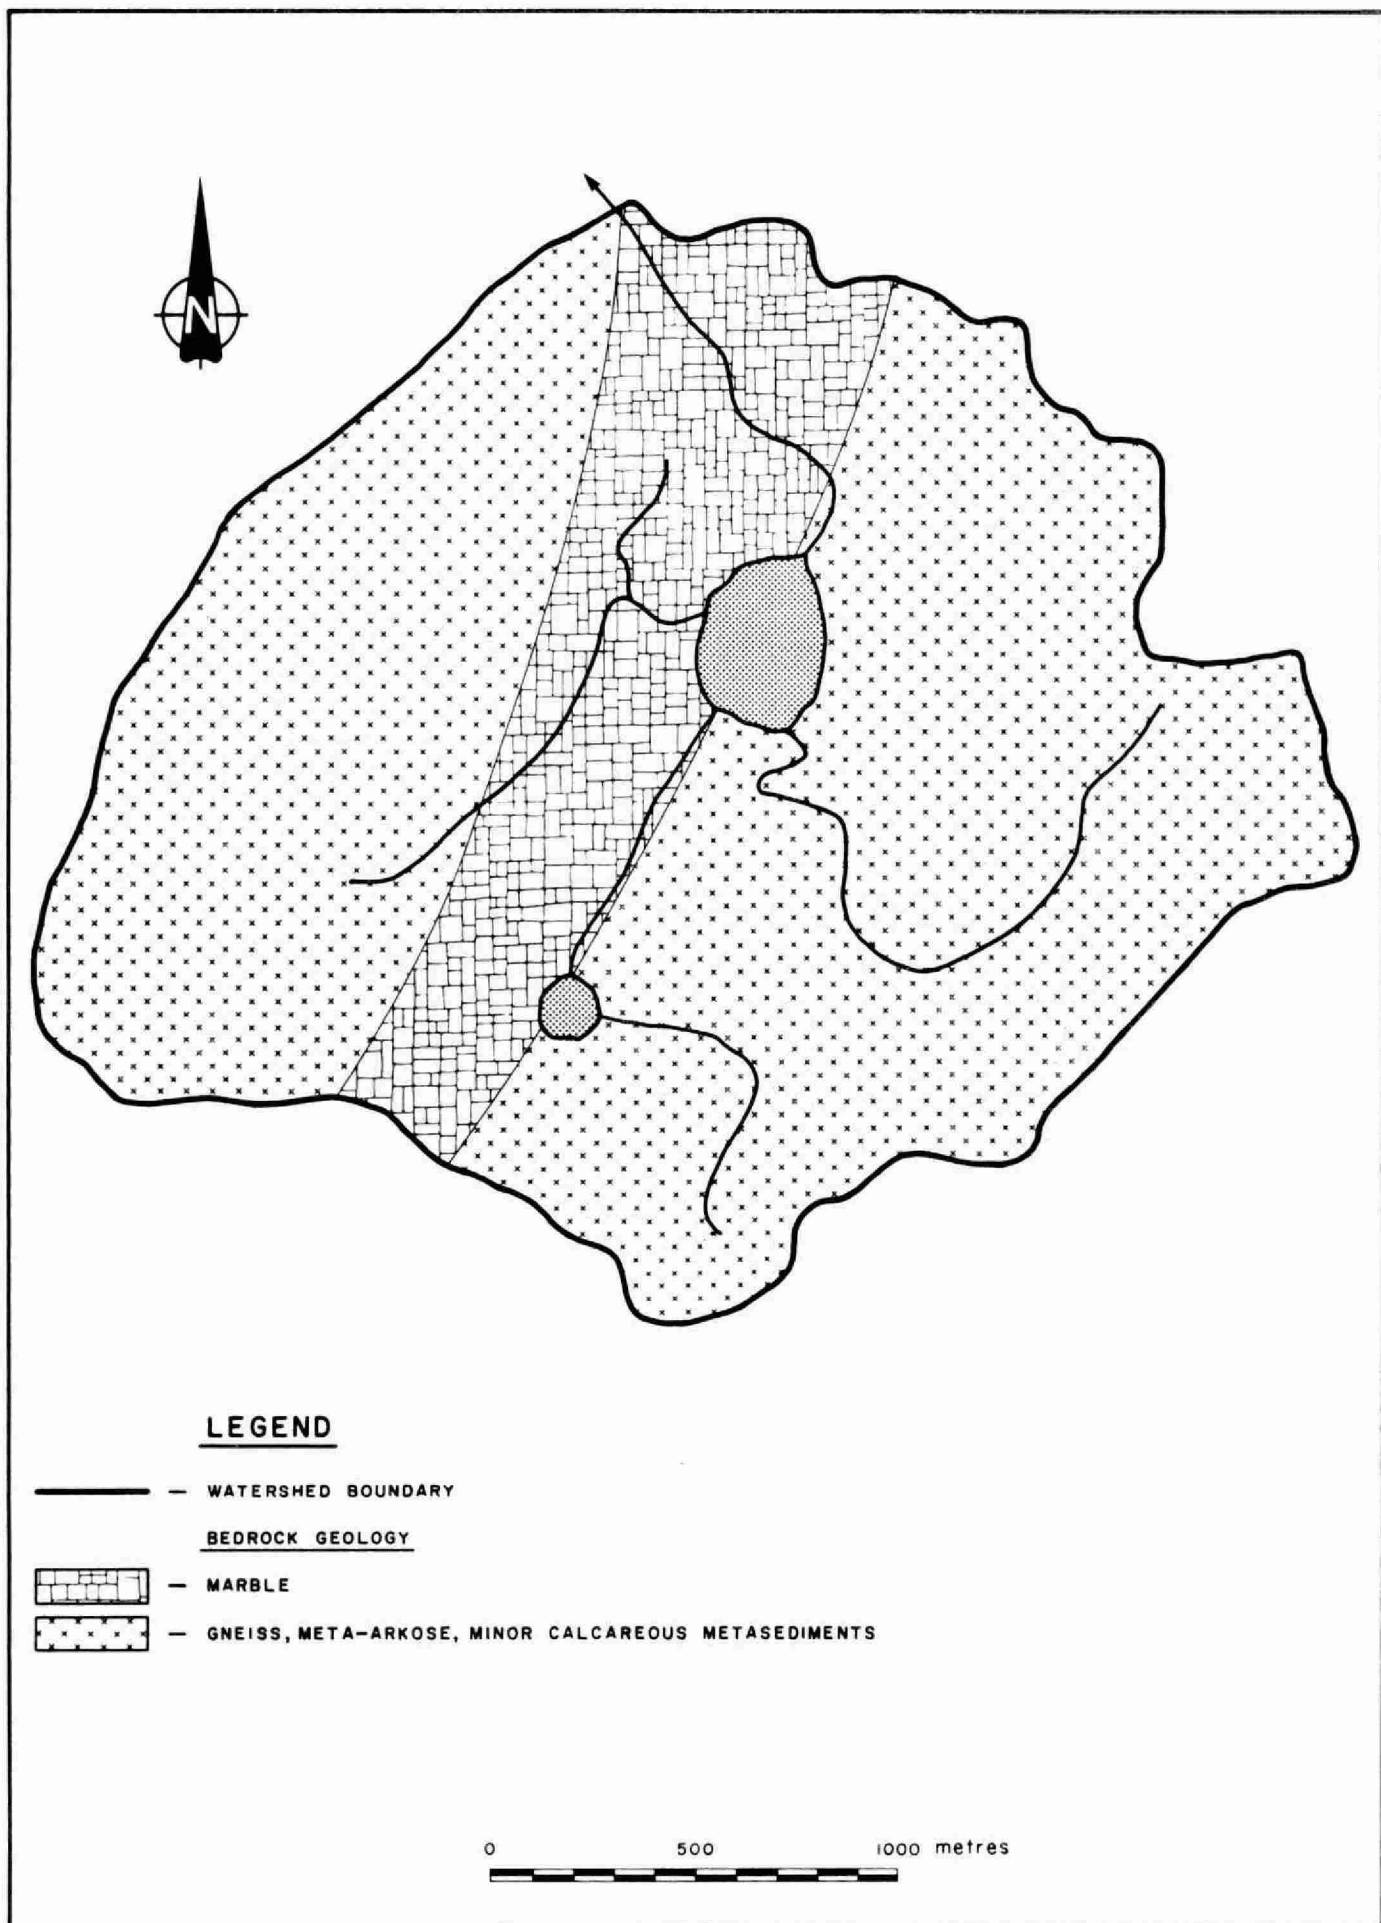 N
LEGEND
— WATERSHED BOUNDARY
BEDROCK GEOLOGY
— MARBLE
— GNEISS, META-ARKOSE, MINOR CALCAREOUS METASEDIMENTS
0 500 1000 metres